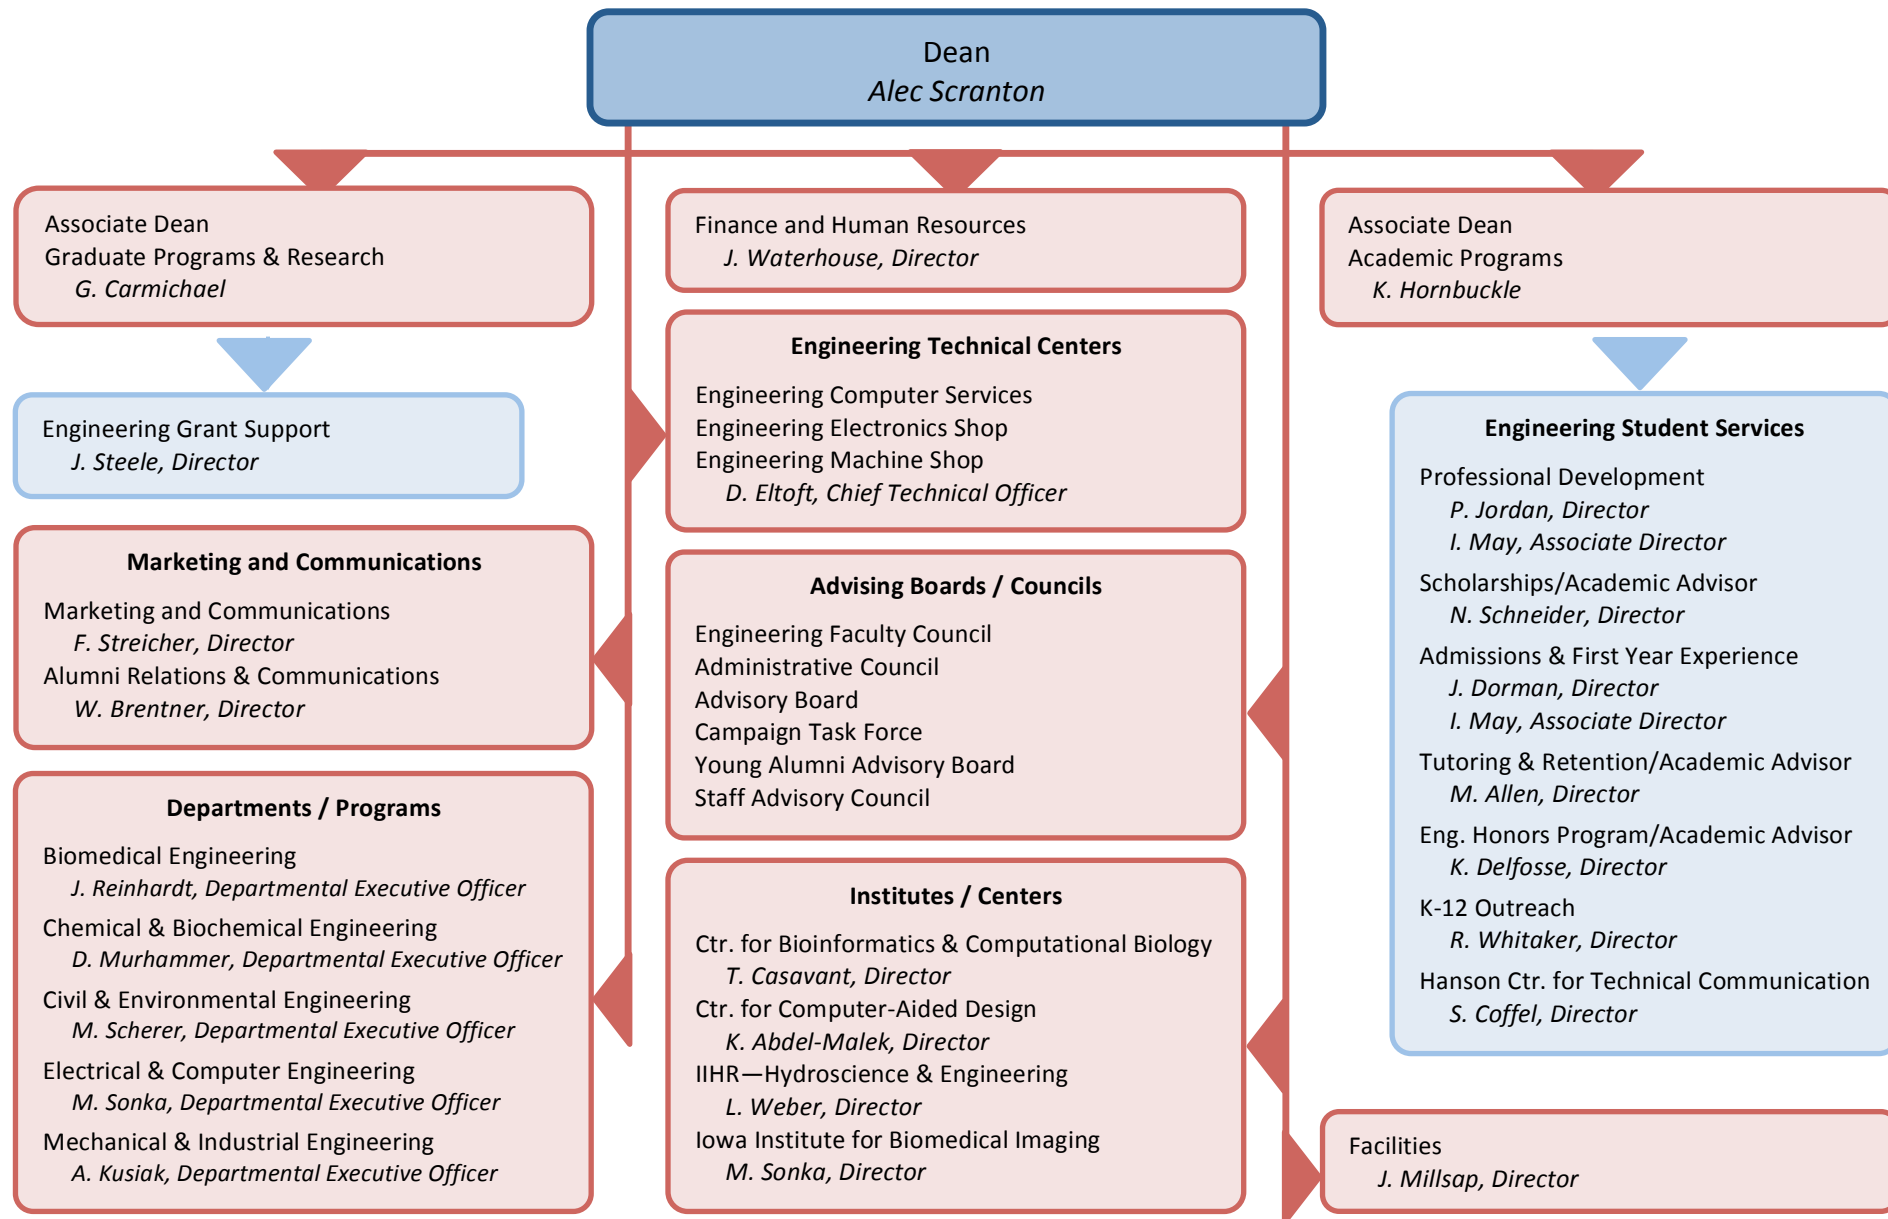 Dean
Alec Scranton
Associate Dean
Graduate Programs & Research
G. Carmichael
Finance and Human Resources
J. Waterhouse, Director
Associate Dean
Academic Programs
K. Hornbuckle
Engineering Grant Support
J. Steele, Director
Engineering Technical Centers
Engineering Computer Services
Engineering Electronics Shop
Engineering Machine Shop
D. Eltoft, Chief Technical Officer
Marketing and Communications
Marketing and Communications
F. Streicher, Director
Alumni Relations & Communications
W. Brentner, Director
Advising Boards / Councils
Engineering Faculty Council
Administrative Council
Advisory Board
Campaign Task Force
Young Alumni Advisory Board
Staff Advisory Council
Departments / Programs
Biomedical Engineering
J. Reinhardt, Departmental Executive Officer
Chemical & Biochemical Engineering
D. Murhammer, Departmental Executive Officer
Civil & Environmental Engineering
M. Scherer, Departmental Executive Officer
Electrical & Computer Engineering
M. Sonka, Departmental Executive Officer
Mechanical & Industrial Engineering
A. Kusiak, Departmental Executive Officer
Institutes / Centers
Ctr. for Bioinformatics & Computational Biology
T. Casavant, Director
Ctr. for Computer-Aided Design
K. Abdel-Malek, Director
IIHR—Hydroscience & Engineering
L. Weber, Director
Iowa Institute for Biomedical Imaging
M. Sonka, Director
Engineering Student Services
Professional Development
P. Jordan, Director
I. May, Associate Director
Scholarships/Academic Advisor
N. Schneider, Director
Admissions & First Year Experience
J. Dorman, Director
I. May, Associate Director
Tutoring & Retention/Academic Advisor
M. Allen, Director
Eng. Honors Program/Academic Advisor
K. Delfosse, Director
K-12 Outreach
R. Whitaker, Director
Hanson Ctr. for Technical Communication
S. Coffel, Director
Facilities
J. Millsap, Director